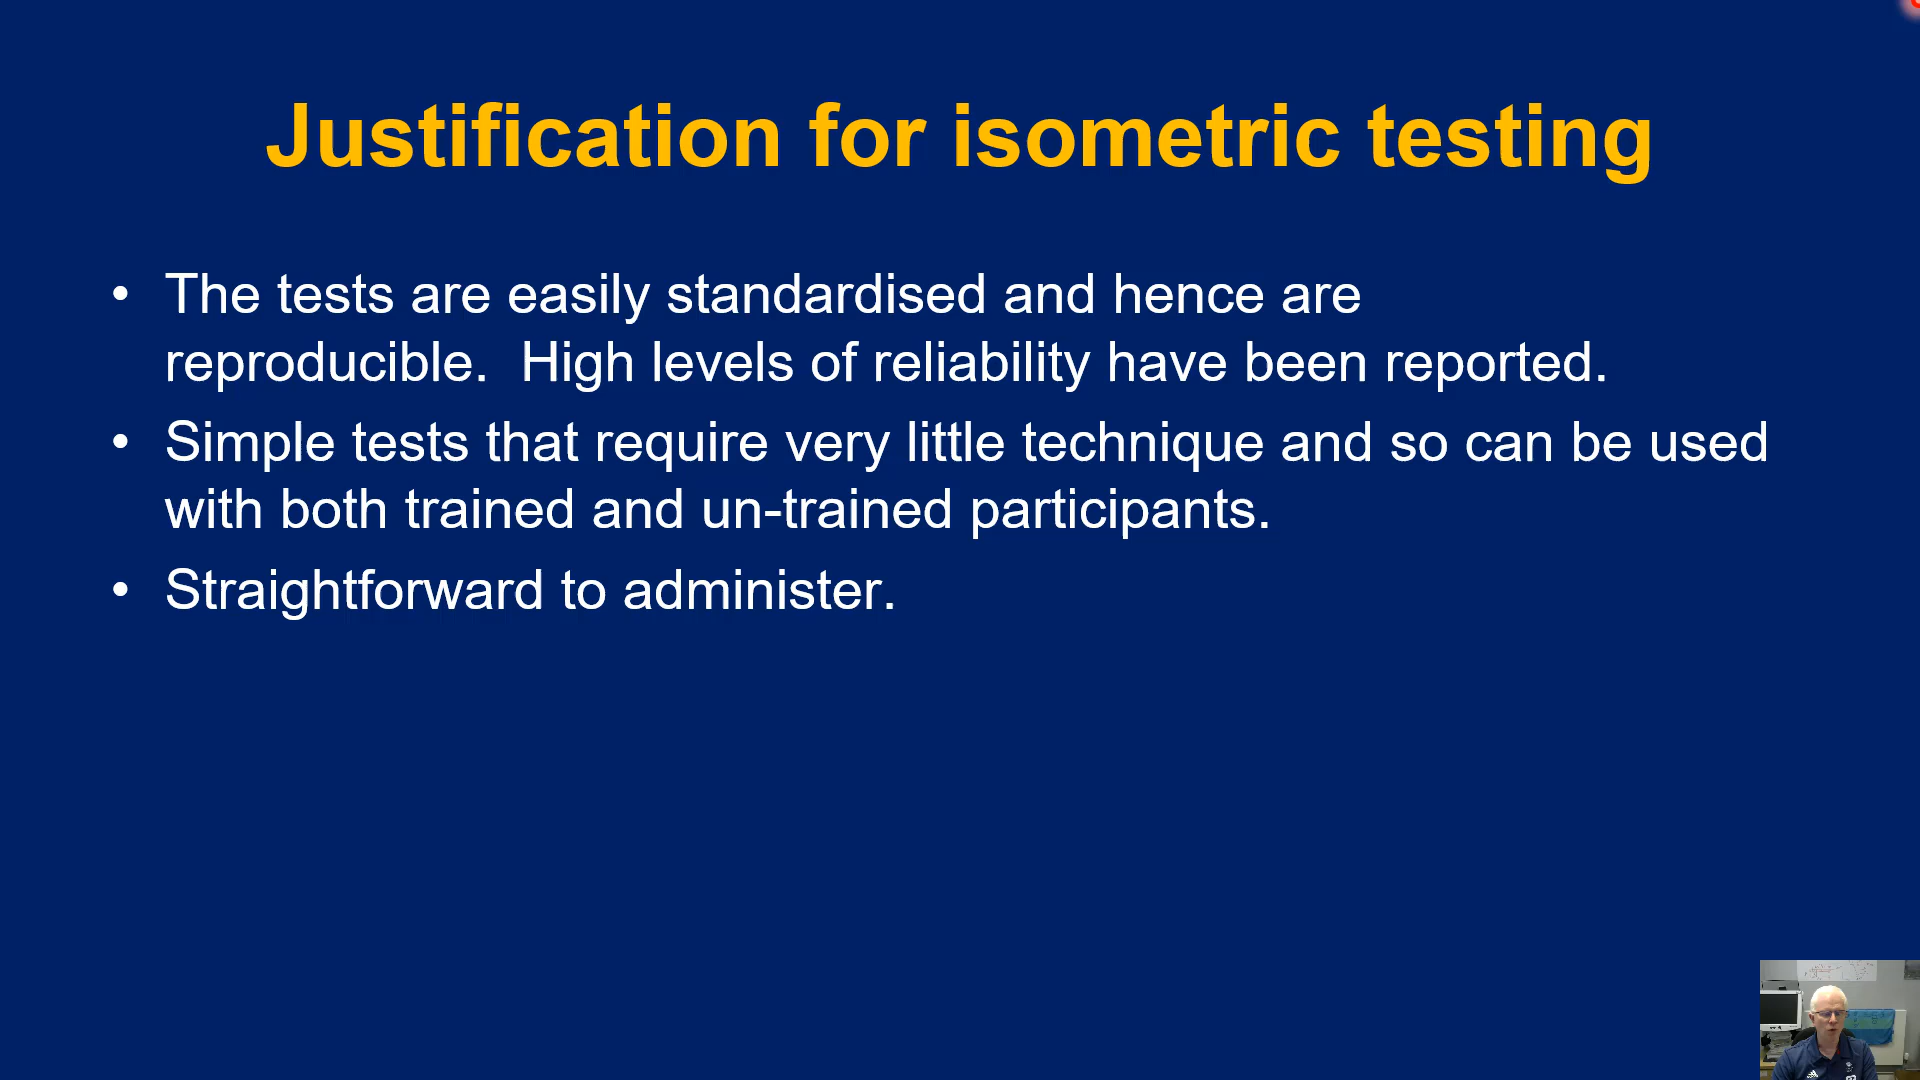 Justification for isometric testing
• The tests are easily standardised and hence are
reproducible.  High levels of reliability have been reported.
• Simple tests that require very little technique and so can be used
with both trained and un-trained participants.
• Straightforward to administer.